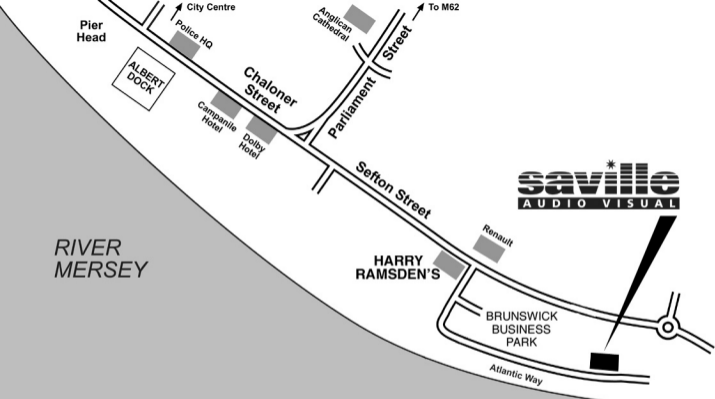 City Centre
To M62
Pier
Head
Police HQ
Anglican
Cathedral
ALBERT
DOCK
Chaloner
Street
Parliament Street
Campanile
Hotel
Dolby
Hotel
Sefton Street
saville
AUDIO VISUAL
RIVER
MERSEY
Renault
HARRY
RAMSDEN'S
BRUNSWICK
BUSINESS
PARK
Atlantic Way